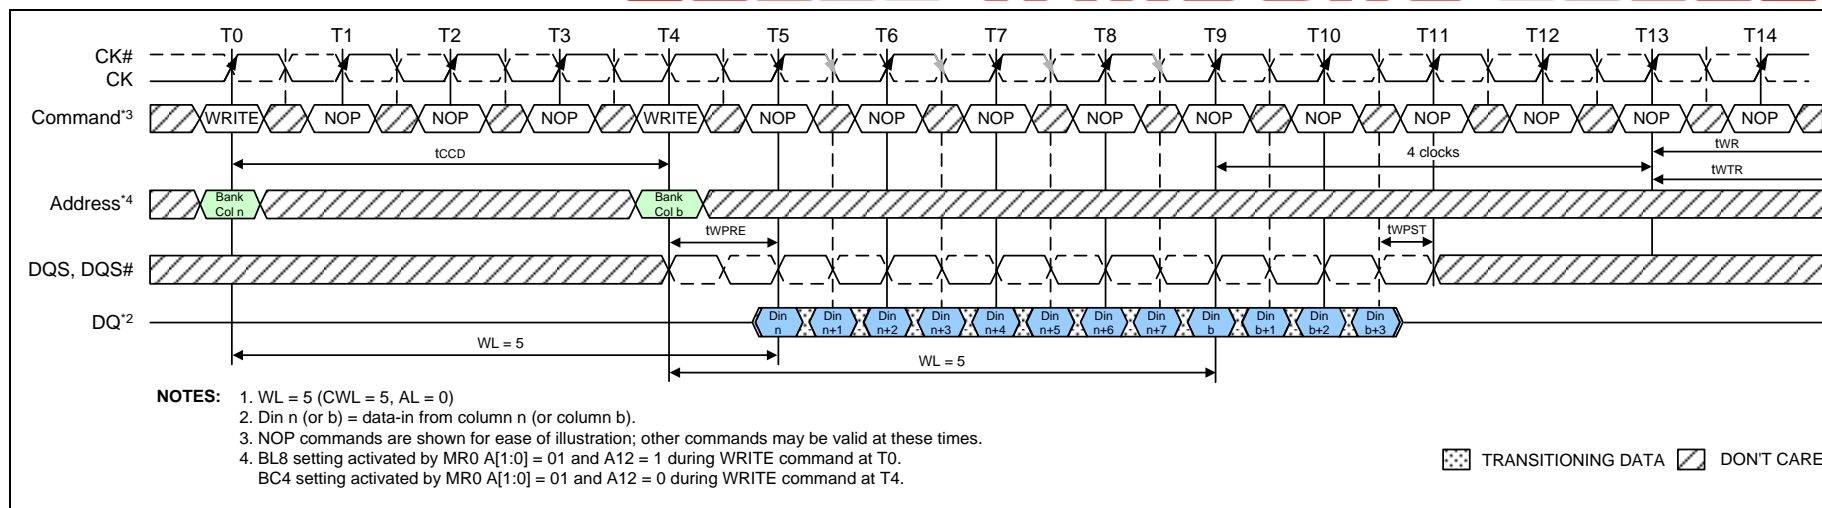 T0 T1 T2 T3 T4 T5 T6 T7 T8 T9 T10 T11 T12 T13 T14
CK#
CK
Command*3 WRITE NOP NOP NOP WRITE NOP NOP NOP NOP NOP NOP NOP NOP NOP NOP
tCCD 4 clocks tWR
tWTR
Address*4 Bank Col n Bank Col b
tWPRE tWPST
DQS, DQS#
DQ*2 Din n Din n+1 Din n+2 Din n+3 Din n+4 Din n+5 Din n+6 Din n+7 Din b Din b+1 Din b+2 Din b+3
WL = 5 WL = 5
NOTES: 1. WL = 5 (CWL = 5, AL = 0)
2. Din n (or b) = data-in from column n (or column b).
3. NOP commands are shown for ease of illustration; other commands may be valid at these times.
4. BL8 setting activated by MR0 A[1:0] = 01 and A12 = 1 during WRITE command at T0.
BC4 setting activated by MR0 A[1:0] = 01 and A12 = 0 during WRITE command at T4.
TRANSITIONING DATA DON'T CARE